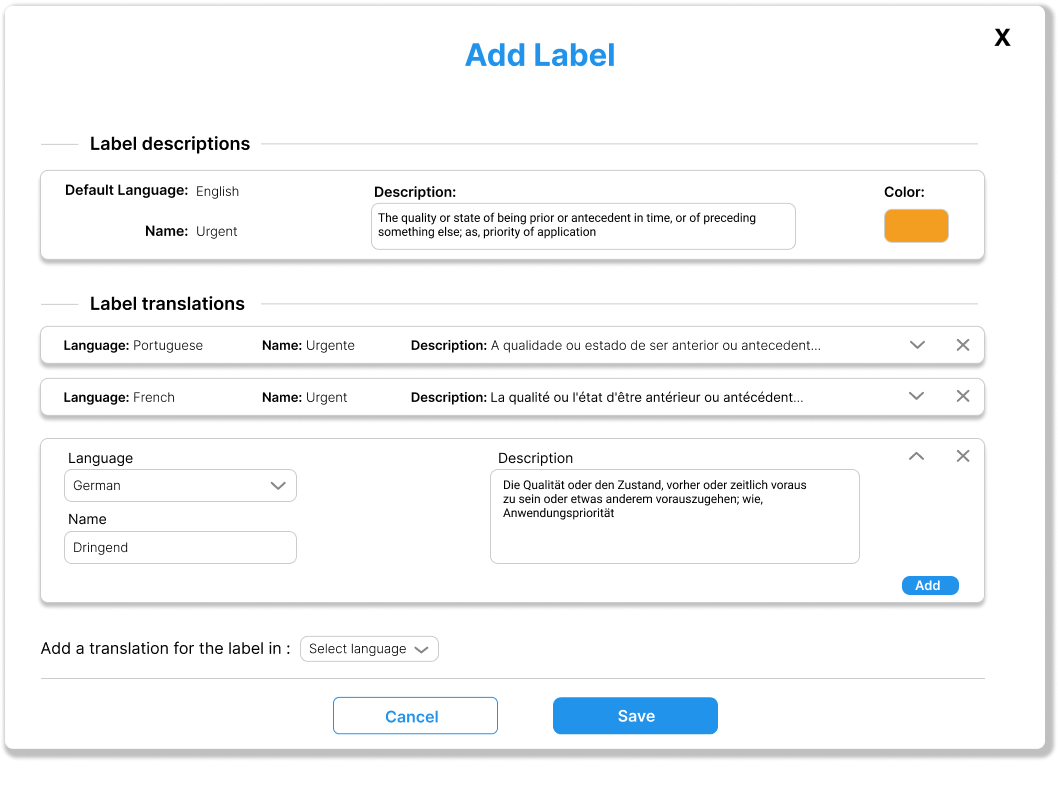 Add Label
X
Label descriptions
Default Language: English
Name: Urgent
Description:
The quality or state of being prior or antecedent in time, or of preceding
something else; as, priority of application
Color:
Label translations
Language: Portuguese Name: Urgente Description: A qualidade ou estado de ser anterior ou antecedent...
Language: French Name: Urgent Description: La qualité ou l'état d'être antérieur ou antécédent...
Language
German
Name
Dringend
Description
Die Qualität oder den Zustand, vorher oder zeitlich voraus
zu sein oder etwas anderem vorauszugehen; wie,
Anwendungspriorität
Add
Add a translation for the label in : Select language
Cancel
Save